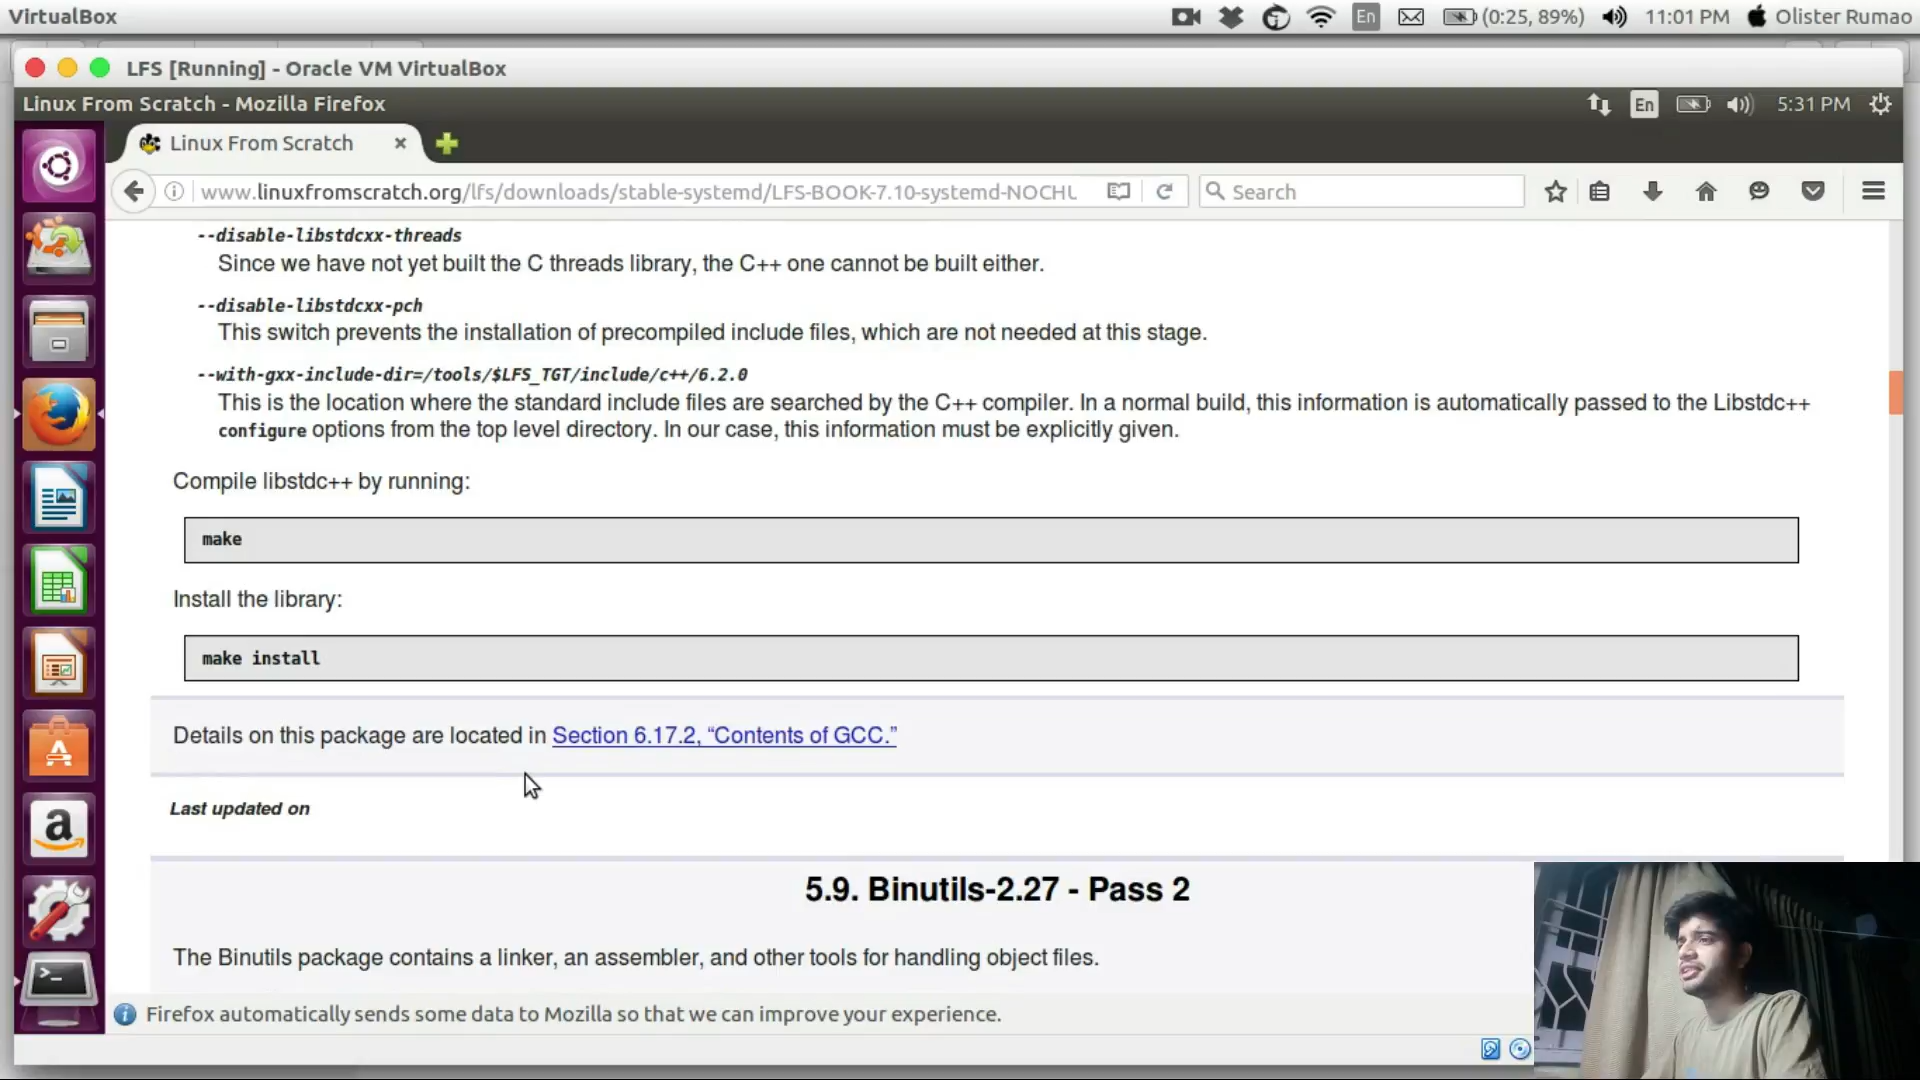 VirtualBox
En
(0:25, 89%)
11:01 PM
Olister Rumao
LFS [Running] - Oracle VM VirtualBox
Linux From Scratch - Mozilla Firefox
En
5:31 PM
Linux From Scratch
www.linuxfromscratch.org/lfs/downloads/stable-systemd/LFS-BOOK-7.10-systemd-NOCHU
Search
--disable-libstdcxx-threads
Since we have not yet built the C threads library, the C++ one cannot be built either.
--disable-libstdcxx-pch
This switch prevents the installation of precompiled include files, which are not needed at this stage.
--with-gxx-include-dir=/tools/$LFS_TGT/include/c++/6.2.0
This is the location where the standard include files are searched by the C++ compiler. In a normal build, this information is automatically passed to the Libstdc++
configure options from the top level directory. In our case, this information must be explicitly given.
Compile libstdc++ by running:
make
Install the library:
make install
Details on this package are located in Section 6.17.2, “Contents of GCC.”
Last updated on
5.9. Binutils-2.27 - Pass 2
The Binutils package contains a linker, an assembler, and other tools for handling object files.
Firefox automatically sends some data to Mozilla so that we can improve your experience.